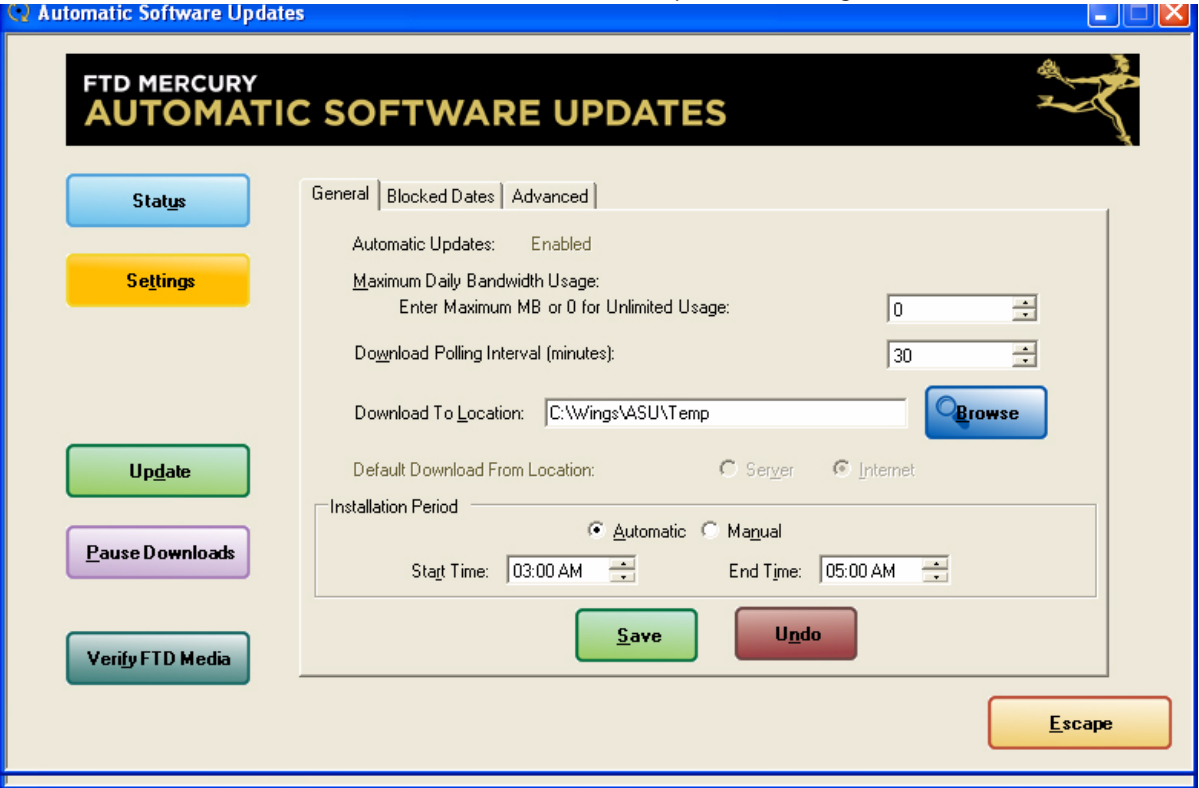 Automatic Software Updates
FTD MERCURY
AUTOMATIC SOFTWARE UPDATES
Status
Settings
Update
Pause Downloads
Verify FTD Media
General Blocked Dates Advanced
Automatic Updates: Enabled
Maximum Daily Bandwidth Usage:
Enter Maximum MB or 0 for Unlimited Usage: 0
Download Polling Interval (minutes): 30
Download To Location: C:\Wings\ASU\Temp Browse
Default Download From Location: Server Internet
Installation Period
Automatic Manual
Start Time: 03:00 AM End Time: 05:00 AM
Save Undo
Escape